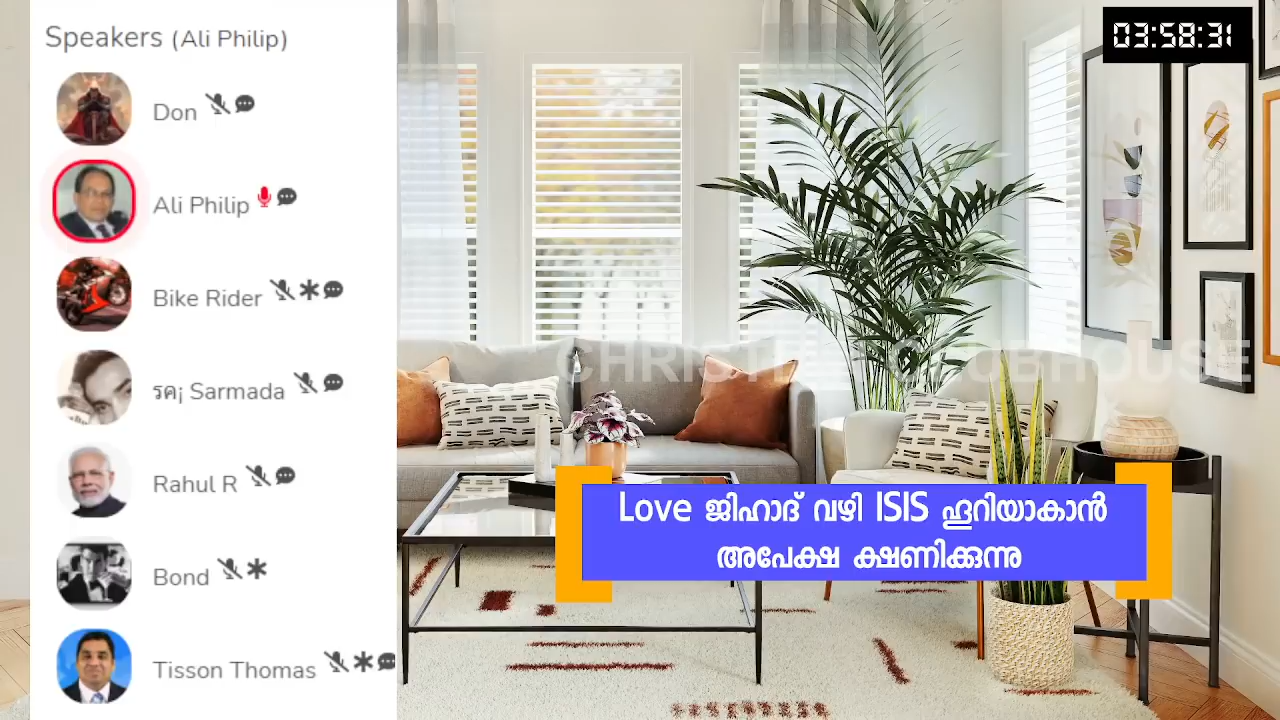 Speakers (Ali Philip)
03:58:31
Don
Ali Philip
Bike Rider
รค¡ Sarmada
Rahul R
Bond
Tisson Thomas
CLUBHOUSE
Love ജിഹാദ് വഴി ISIS ഹൂറിയാകാൻ
അപേക്ഷ ക്ഷണിക്കുന്നു